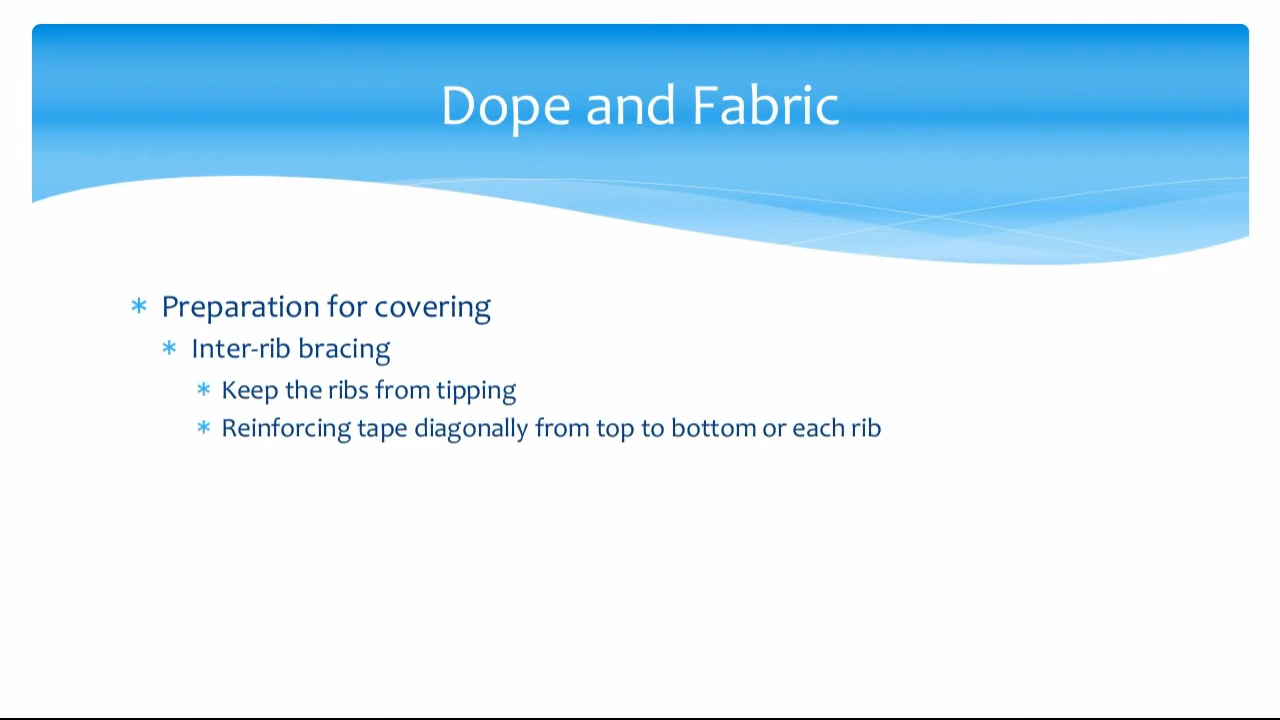 Dope and Fabric
* Preparation for covering
* Inter-rib bracing
* Keep the ribs from tipping
* Reinforcing tape diagonally from top to bottom or each rib